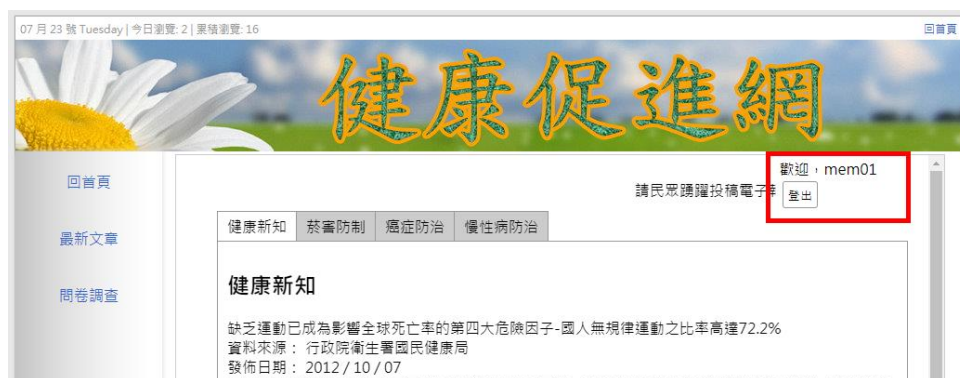 07 月 23 號 Tuesday | 今日瀏覽: 2 | 累積瀏覽: 16
回首頁
健康促進網
歡迎，mem01
請民眾踴躍投稿電子
登出
回首頁
最新文章
問卷調查
健康新知
菸害防制
癌症防治
慢性病防治
健康新知
缺乏運動已成為影響全球死亡率的第四大危險因子-國人無規律運動之比率高達72.2%
資料來源： 行政院衛生署國民健康局
發佈日期： 2012 / 10 / 07